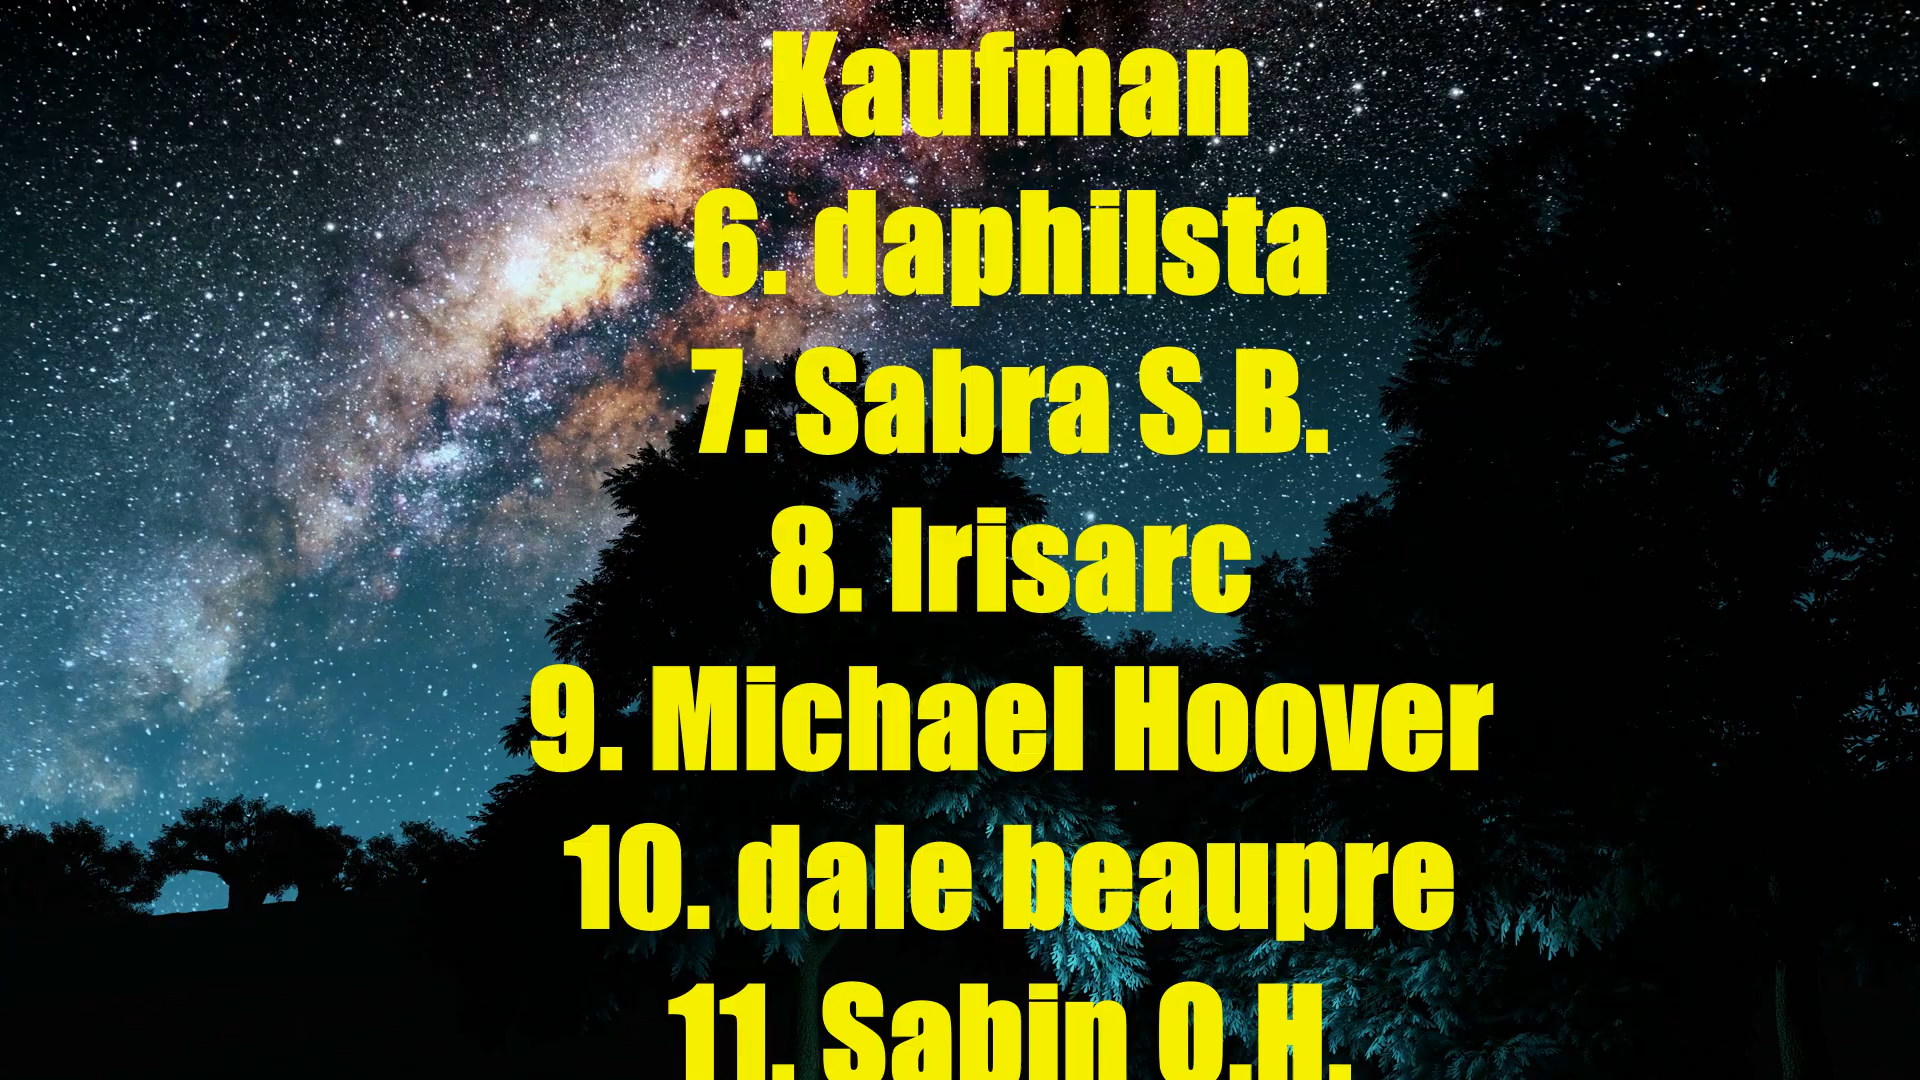 Kaufman
6. daphilsta
7. Sabra S.B.
8. Irisarc
9. Michael Hoover
10. dale beaupre
11. Sabin O.H.